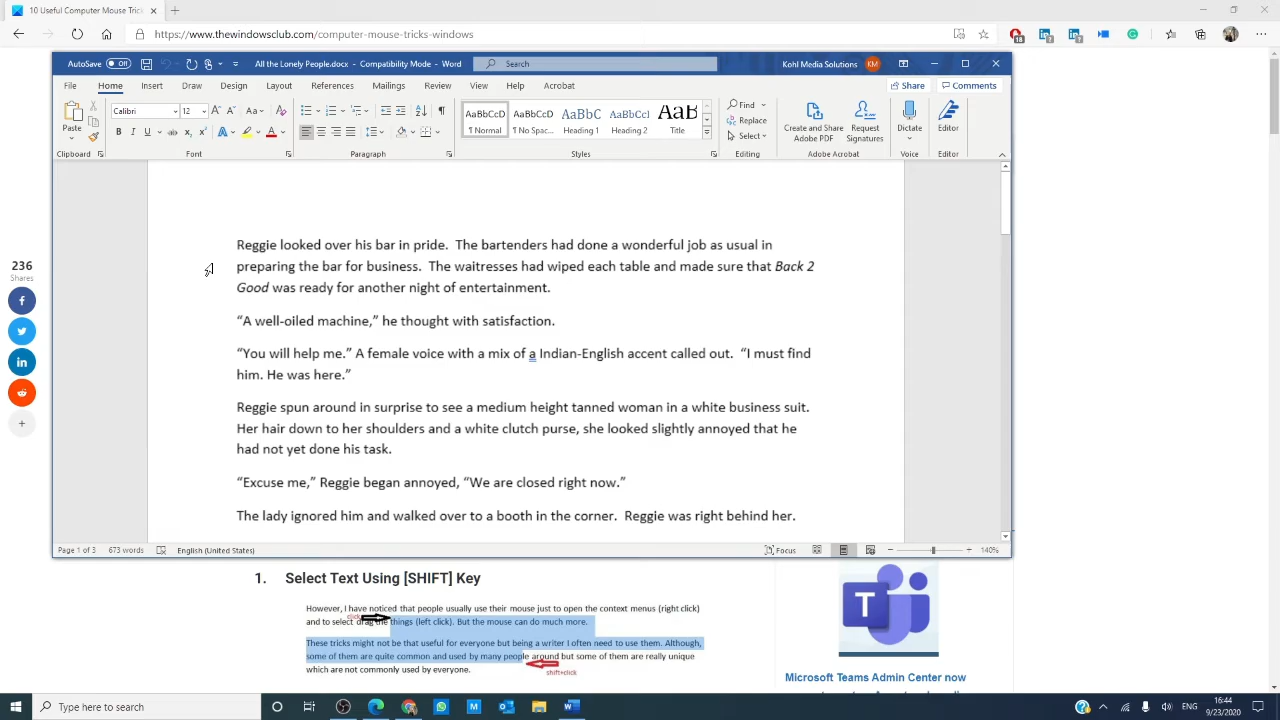 10 Useful Computer Mouse Trick
https://www.thewindowsclub.com/computer-mouse-tricks-windows
AutoSave Off
All the Lonely People.docx - Compatibility Mode - Word
Search
Kohl Media Solutions KM
File Home Insert Draw Design Layout References Mailings Review View Help Acrobat
Share Comments
Paste
Calibri 12
AaBbCcD AaBbCcD AaBbC AaBbCcl AaB
¶ Normal ¶ No Spac... Heading 1 Heading 2 Title
Find
Replace
Select
Create and Share Adobe PDF
Request Signatures
Dictate
Editor
Clipboard Font Paragraph Styles Editing Adobe Acrobat Voice Editor
236
Shares
Reggie looked over his bar in pride.  The bartenders had done a wonderful job as usual in
preparing the bar for business.  The waitresses had wiped each table and made sure that Back 2
Good was ready for another night of entertainment.
“A well-oiled machine,” he thought with satisfaction.
“You will help me.” A female voice with a mix of a Indian-English accent called out.  “I must find
him. He was here.”
Reggie spun around in surprise to see a medium height tanned woman in a white business suit.
Her hair down to her shoulders and a white clutch purse, she looked slightly annoyed that he
had not yet done his task.
“Excuse me,” Reggie began annoyed, “We are closed right now.”
The lady ignored him and walked over to a booth in the corner.  Reggie was right behind her.
Page 1 of 3 673 words English (United States) Focus 140%
1. Select Text Using [SHIFT] Key
However, I have noticed that people usually use their mouse just to open the context menus (right click)
click
and to select drag the things (left click). But the mouse can do much more.
These tricks might not be that useful for everyone but being a writer I often need to use them. Although,
some of them are quite common and used by many people around but some of them are really unique
which are not commonly used by everyone.
shift+click
T
Microsoft Teams Admin Center now
Type here to search
ENG
16:44
9/23/2020